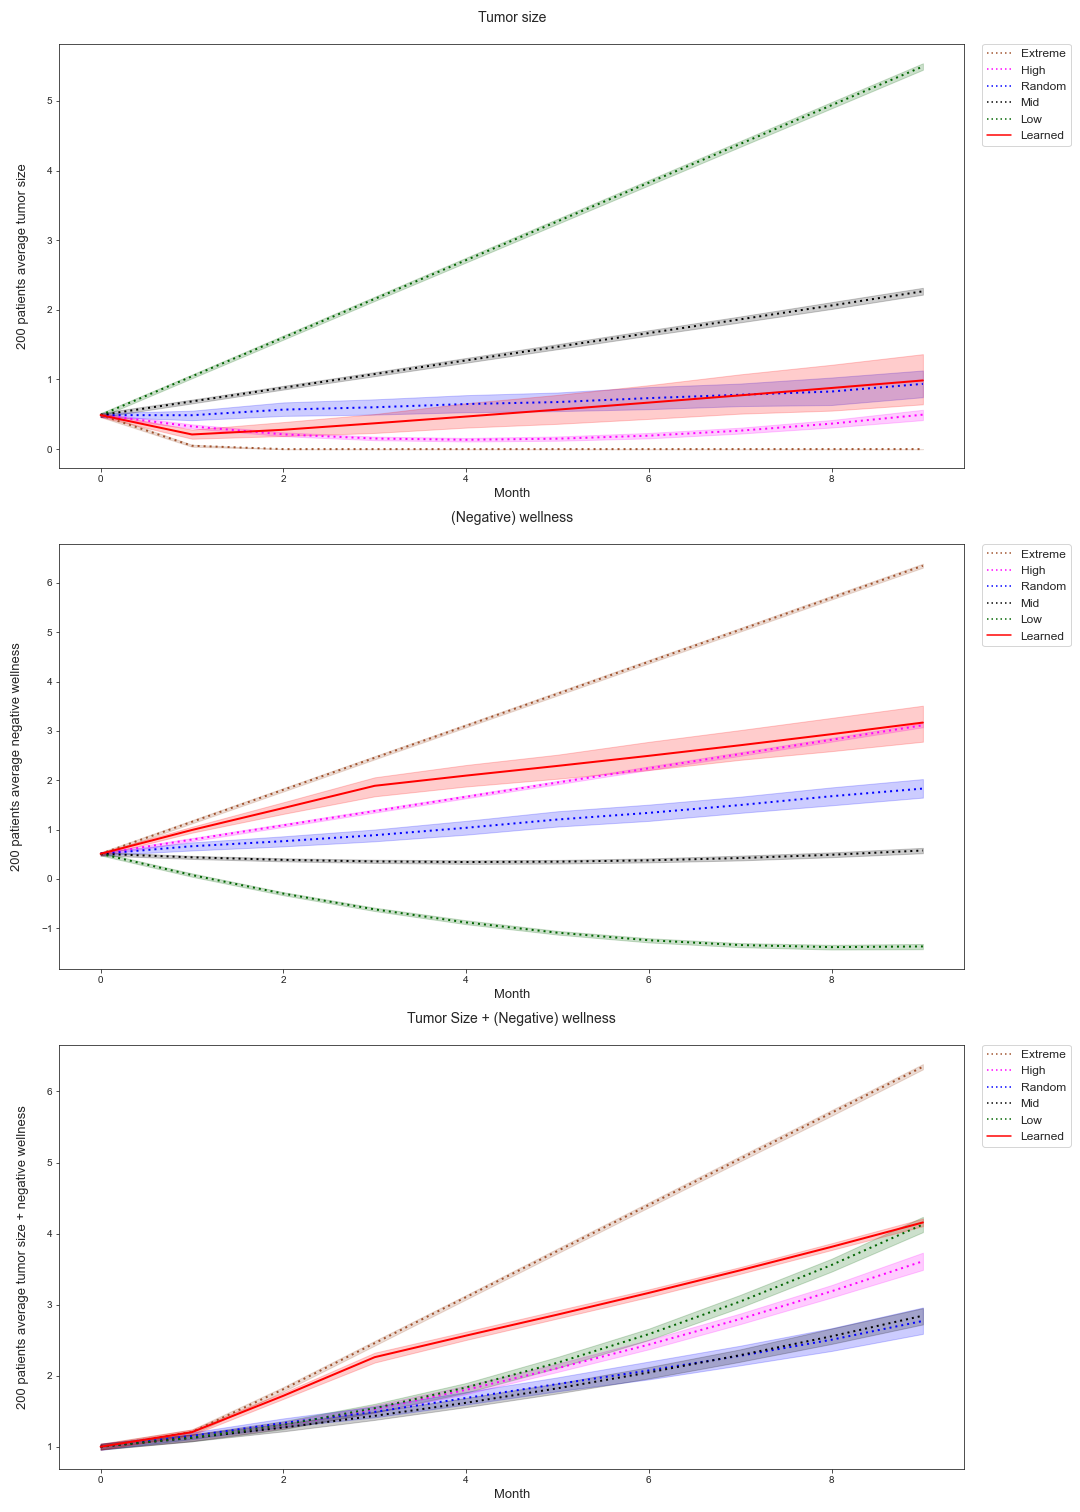 Tumor size
200 patients average tumor size
5
4
3
2
1
0
0 2 4 6 8
Month
Extreme
High
Random
Mid
Low
Learned
(Negative) wellness
200 patients average negative wellness
6
5
4
3
2
1
0
−1
0 2 4 6 8
Month
Extreme
High
Random
Mid
Low
Learned
Tumor Size + (Negative) wellness
200 patients average tumor size + negative wellness
6
5
4
3
2
1
0 2 4 6 8
Month
Extreme
High
Random
Mid
Low
Learned